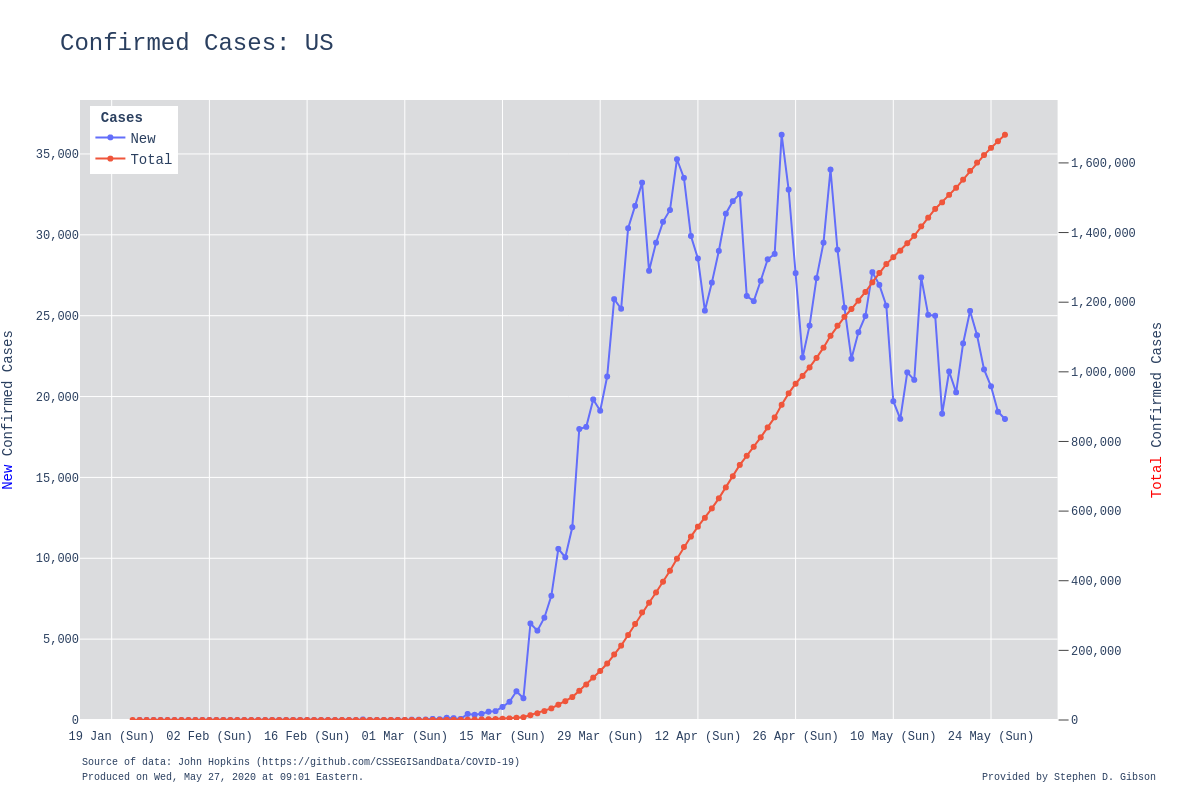 Confirmed Cases: US
Cases
New
Total
35,000
30,000
25,000
20,000
15,000
10,000
5,000
0
1,600,000
1,400,000
1,200,000
1,000,000
800,000
600,000
400,000
200,000
0
New Confirmed Cases
Total Confirmed Cases
19 Jan (Sun) 02 Feb (Sun) 16 Feb (Sun) 01 Mar (Sun) 15 Mar (Sun) 29 Mar (Sun) 12 Apr (Sun) 26 Apr (Sun) 10 May (Sun) 24 May (Sun)
Source of data: John Hopkins (https://github.com/CSSEGISandData/COVID-19)
Produced on Wed, May 27, 2020 at 09:01 Eastern.
Provided by Stephen D. Gibson